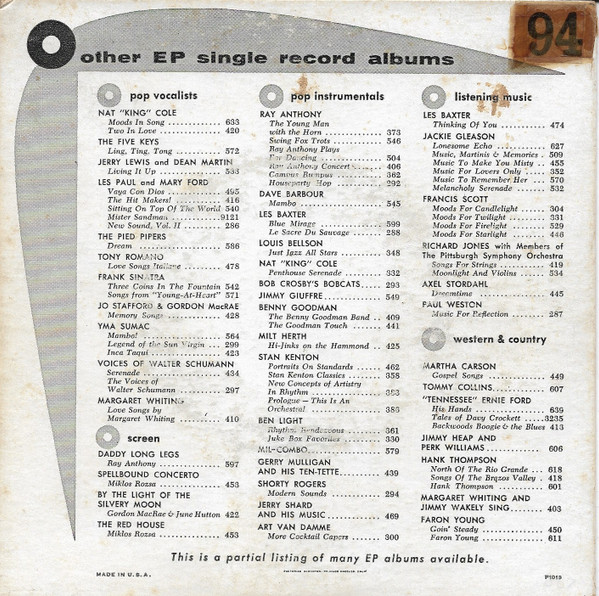 94
other EP single record albums
pop vocalists
NAT "KING" COLE
Moods In Song 633
Two In Love 420
THE FIVE KEYS
Ling, Ting, Tong 572
JERRY LEWIS and DEAN MARTIN
Living It Up 533
LES PAUL and MARY FORD
Vaya Con Dios 495
The Hit Makers! 416
Sitting On Top Of The World 540
Mister Sandman 9121
New Sound, Vol. II 286
THE PIED PIPERS
Dream 586
TONY ROMANO
Love Songs Italiane 478
FRANK SINATRA
Three Coins In The Fountain 542
Songs from "Young-At-Heart" 571
JO STAFFORD & GORDON MacRAE
Memory Songs 428
YMA SUMAC
Mambo! 564
Legend of the Sun Virgin 299
Inca Taqui 423
VOICES OF WALTER SCHUMANN
Serenade 434
The Voices of
Walter Schumann 297
MARGARET WHITING
Love Songs by
Margaret Whiting 410
screen
DADDY LONG LEGS
Ray Anthony 597
SPELLBOUND CONCERTO
Miklos Rozsa 453
BY THE LIGHT OF THE
SILVERY MOON
Gordon MacRae & June Hutton 422
THE RED HOUSE
Miklos Rozsa 453
pop instrumentals
RAY ANTHONY
The Young Man
with the Horn 373
Swing Fox Trots 546
Ray Anthony Plays
For Dancing 504
Ray Anthony Concert 406
Campus Rumpus 362
Houseparty Hop 292
DAVE BARBOUR
Mambo 545
LES BAXTER
Blue Mirage 599
Le Sacre Du Sauvage 288
LOUIS BELLSON
Just Jazz All Stars 348
NAT "KING" COLE
Penthouse Serenade 332
BOB CROSBY'S BOBCATS 293
JIMMY GIUFFRE 549
BENNY GOODMAN
The Benny Goodman Band 409
The Goodman Touch 441
MILT HERTH
Hi-Jinks on the Hammond 425
STAN KENTON
Portraits On Standards 462
Stan Kenton Classics 358
New Concepts of Artistry
In Rhythm 383
Prologue - This Is An
Orchestra! 383
BEN LIGHT
Rhythm Rendezvous 361
Juke Box Favorites 330
MIL-COMBO 579
GERRY MULLIGAN
AND HIS TEN-TETTE 439
SHORTY ROGERS
Modern Sounds 294
JERRY SHARD
AND HIS MUSIC 469
ART VAN DAMME
More Cocktail Capers 300
listening music
LES BAXTER
Thinking Of You 474
JACKIE GLEASON
Lonesome Echo 627
Music, Martinis & Memories 509
Music To Make You Misty 455
Music For Lovers Only 352
Music To Remember Her 570
Melancholy Serenade 532
FRANCIS SCOTT
Moods For Candlelight 304
Moods For Twilight 331
Moods For Firelight 529
Moods For Starlight 446
RICHARD JONES with Members of
The Pittsburgh Symphony Orchestra
Songs For Strings 419
Moonlight And Violins 534
AXEL STORDAHL
Dreamtime 445
PAUL WESTON
Music For Reflection 287
western & country
MARTHA CARSON
Gospel Songs 449
TOMMY COLLINS 607
"TENNESSEE" ERNIE FORD
His Hands 639
Tales of Davy Crockett 3235
Backwoods Boogie & the Blues 413
JIMMY HEAP and
PERK WILLIAMS 606
HANK THOMPSON
North Of The Rio Grande 618
Songs Of The Brazos Valley 418
Hank Thompson 601
MARGARET WHITING and
JIMMY WAKELY SING 403
FARON YOUNG
Goin' Steady 450
Faron Young 611
This is a partial listing of many EP albums available.
MADE IN U.S.A.
P1015